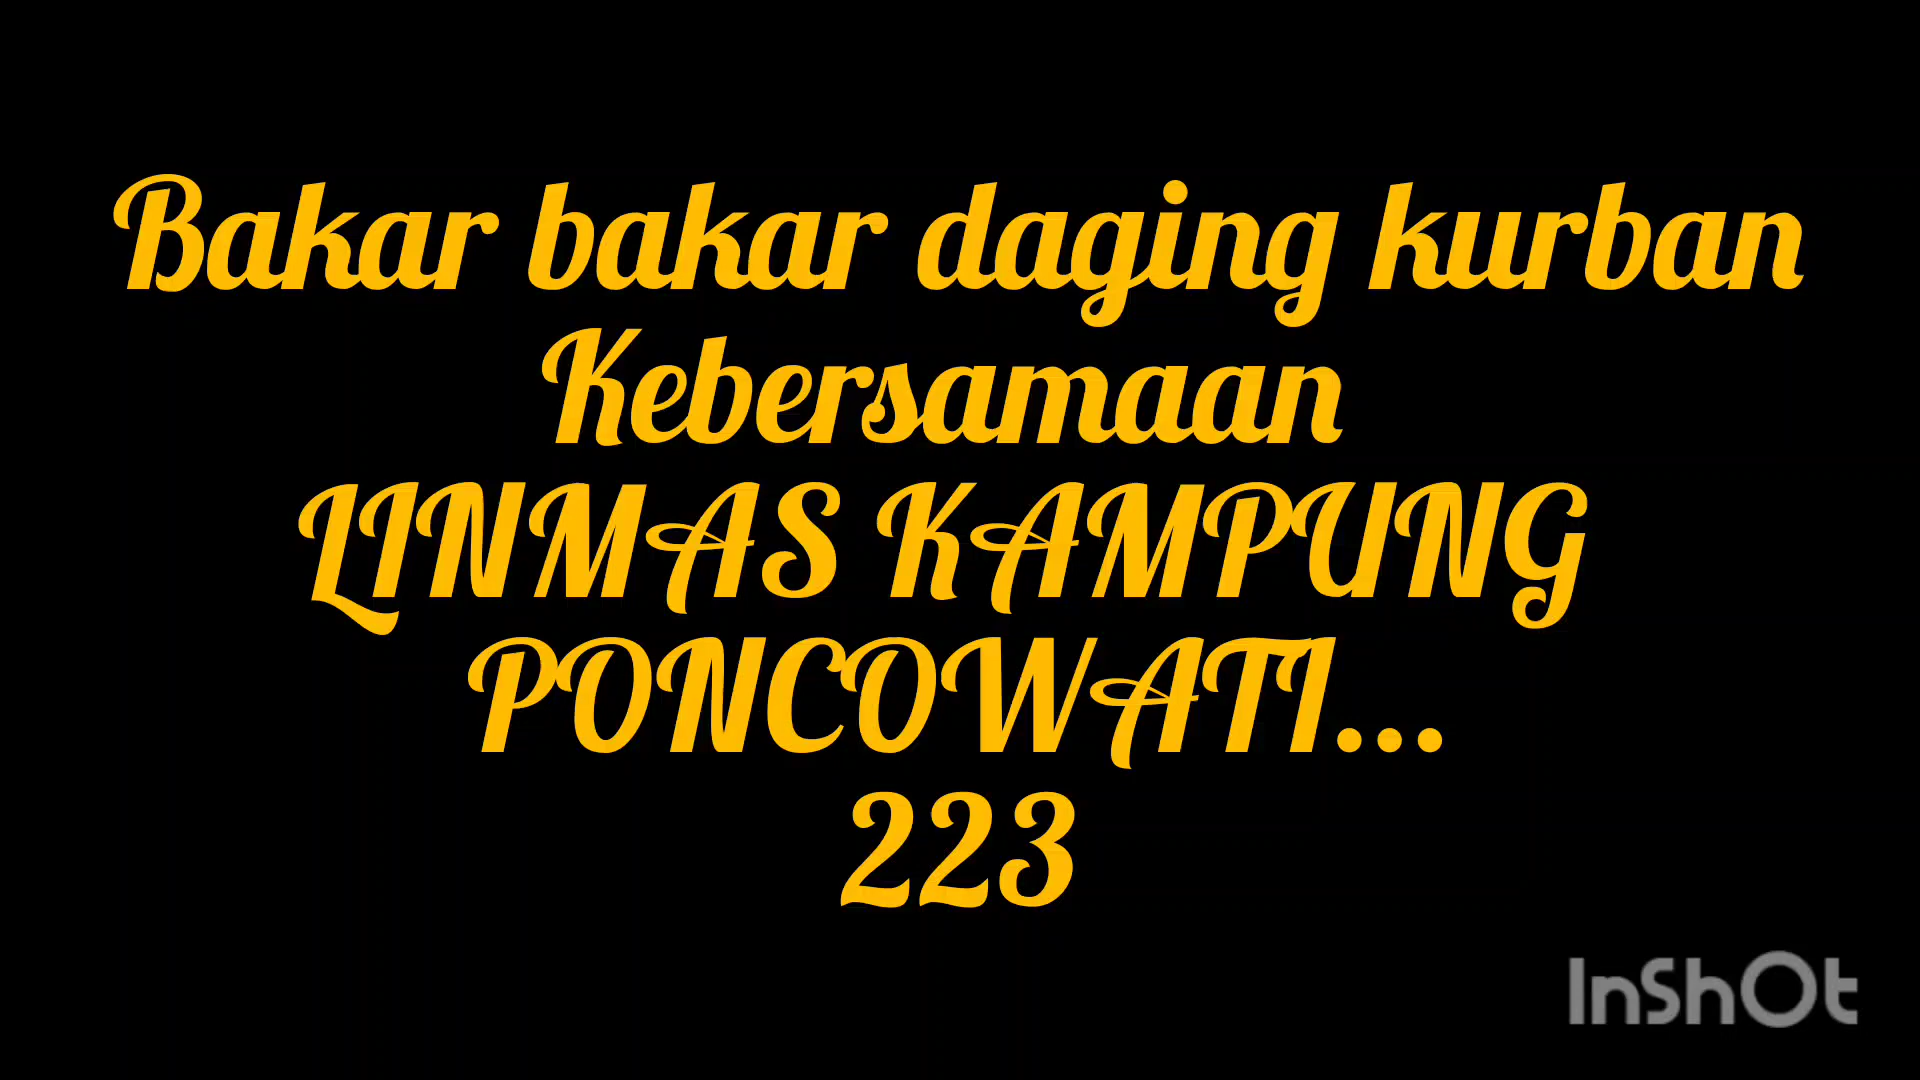 Bakar bakar daging kurban
Kebersamaan
LINMAS KAMPUNG
PONCOWATI...
223
InShOt